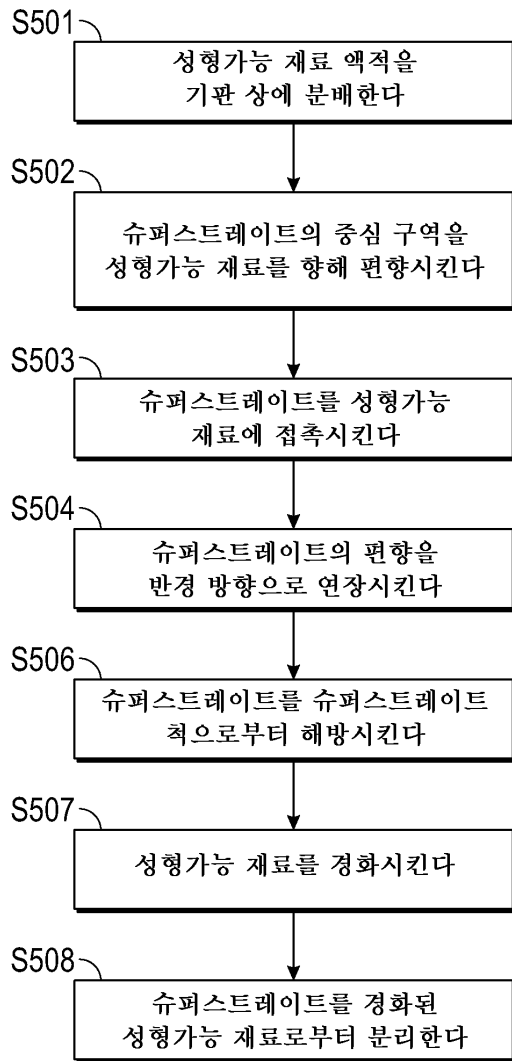 S501
성형가능 재료 액적을
기판 상에 분배한다
S502
슈퍼스트레이트의 중심 구역을
성형가능 재료를 향해 편향시킨다
S503
슈퍼스트레이트를 성형가능
재료에 접촉시킨다
S504
슈퍼스트레이트의 편향을
반경 방향으로 연장시킨다
S506
슈퍼스트레이트를 슈퍼스트레이트
척으로부터 해방시킨다
S507
성형가능 재료를 경화시킨다
S508
슈퍼스트레이트를 경화된
성형가능 재료로부터 분리한다